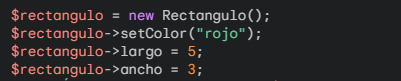 $rectangulo = new Rectangulo();
$rectangulo->setColor("rojo");
$rectangulo->largo = 5;
$rectangulo->ancho = 3;